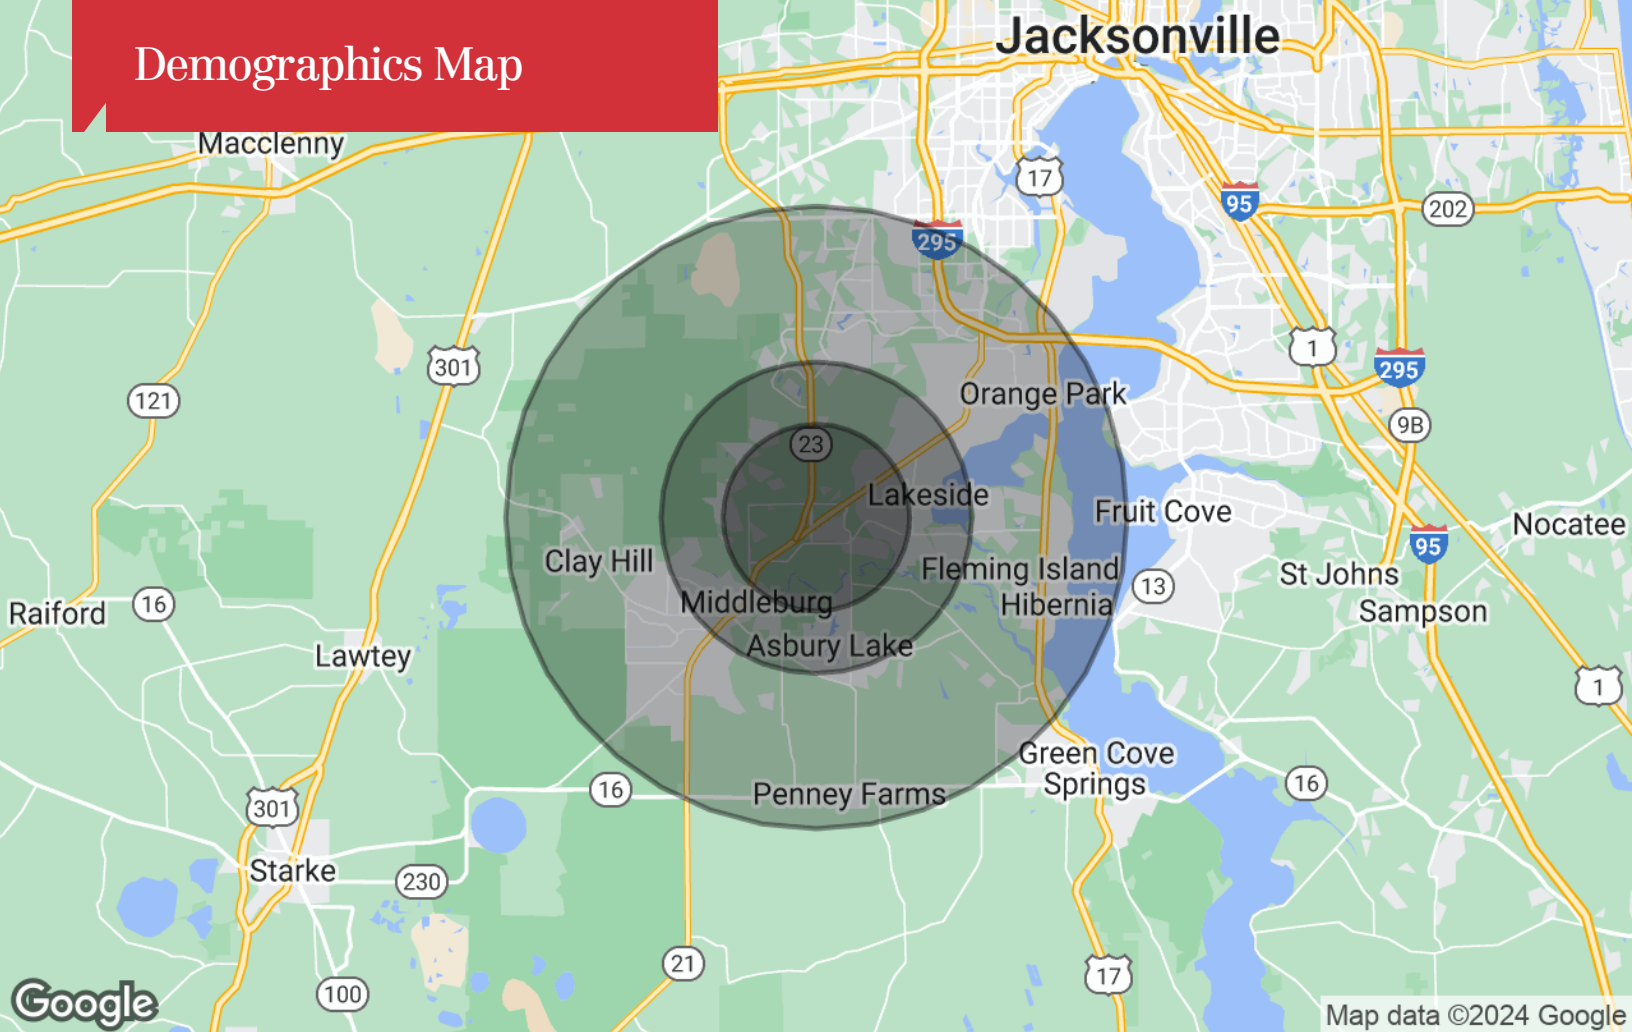 Demographics Map
Jacksonville
Macclenny
17
95
202
295
1
301
295
Orange Park
121
9B
23
Lakeside
Fruit Cove
Nocatee
95
Clay Hill
Fleming Island
St Johns
13
Raiford
16
Middleburg
Hibernia
Sampson
Asbury Lake
Lawtey
1
Green Cove
Springs
16
16
Penney Farms
301
Starke
230
21
17
100
Google
Map data ©2024 Google